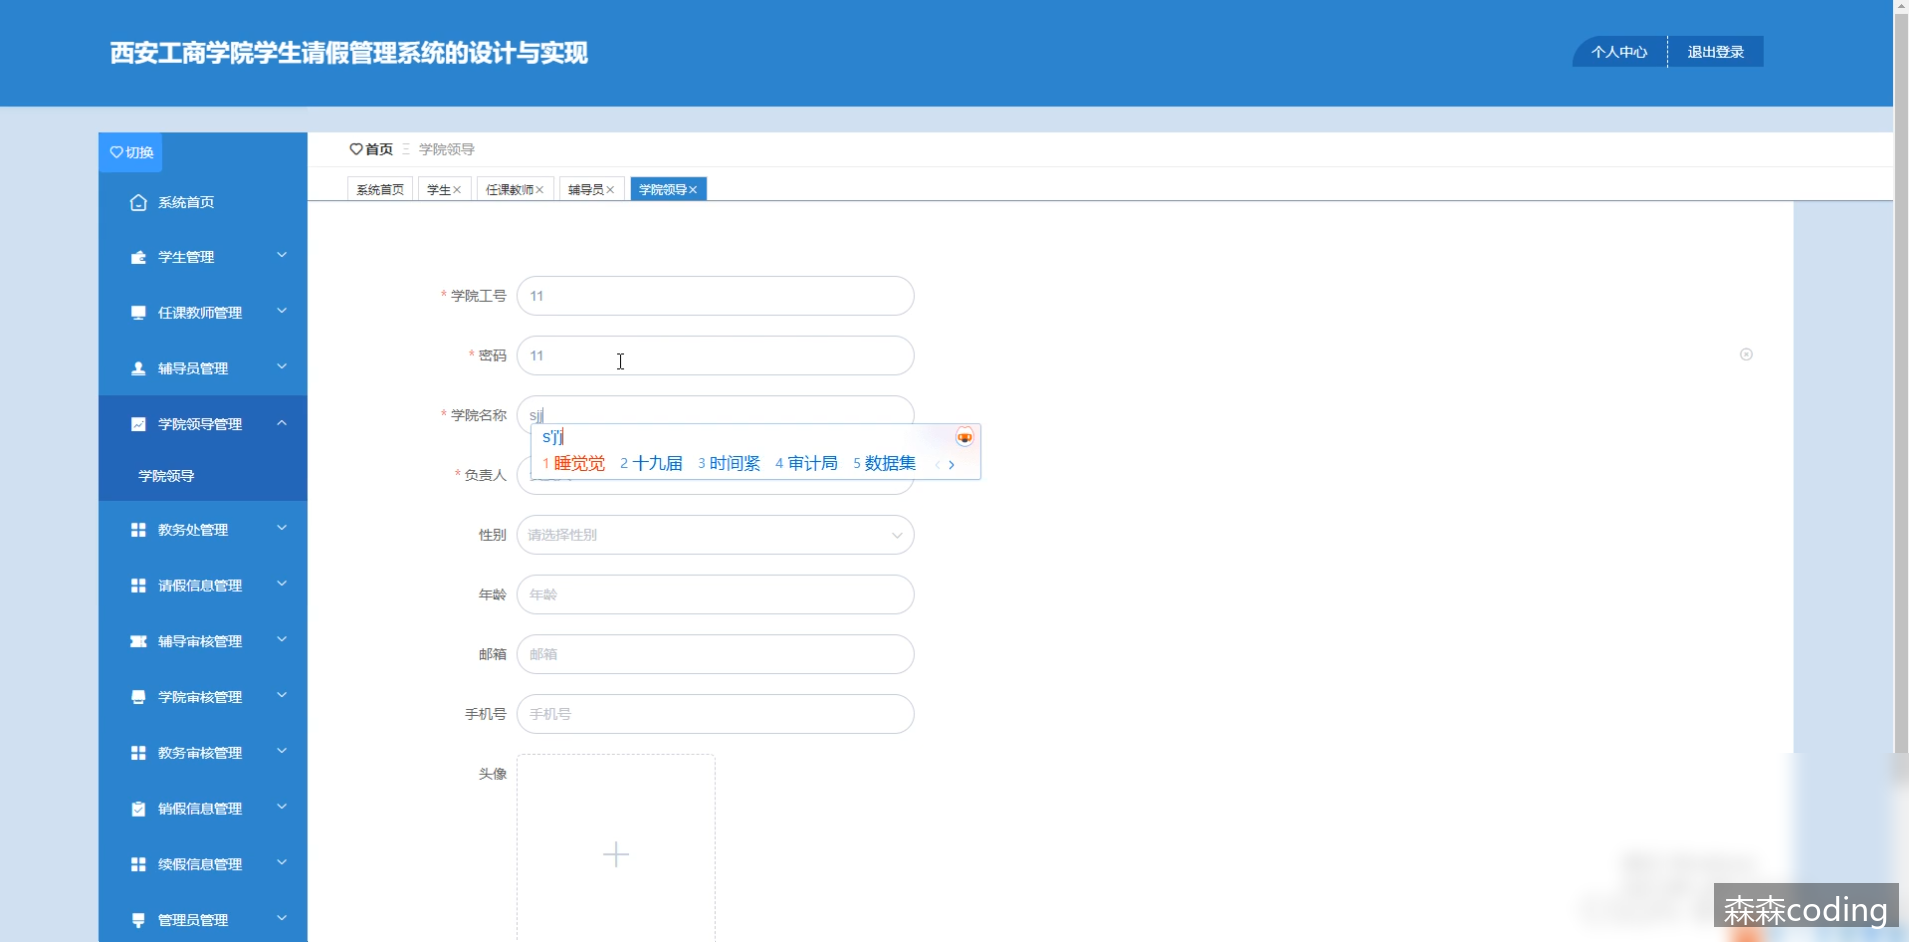 西安工商学院学生请假管理系统的设计与实现
个人中心
退出登录
切换
首页
学院领导
系统首页
学生
任课教师
辅导员
学院领导
系统首页
学生管理
任课教师管理
辅导员管理
学院领导管理
学院领导
教务处管理
请假信息管理
辅导审核管理
学院审核管理
教务审核管理
销假信息管理
续假信息管理
管理员管理
* 学院工号 11
* 密码 11
* 学院名称 sjj
s'j'j
1 睡觉觉 2 十九届 3 时间紧 4 审计局 5 数据集
* 负责人
性别 请选择性别
年龄 年龄
邮箱 邮箱
手机号 手机号
头像
森森coding